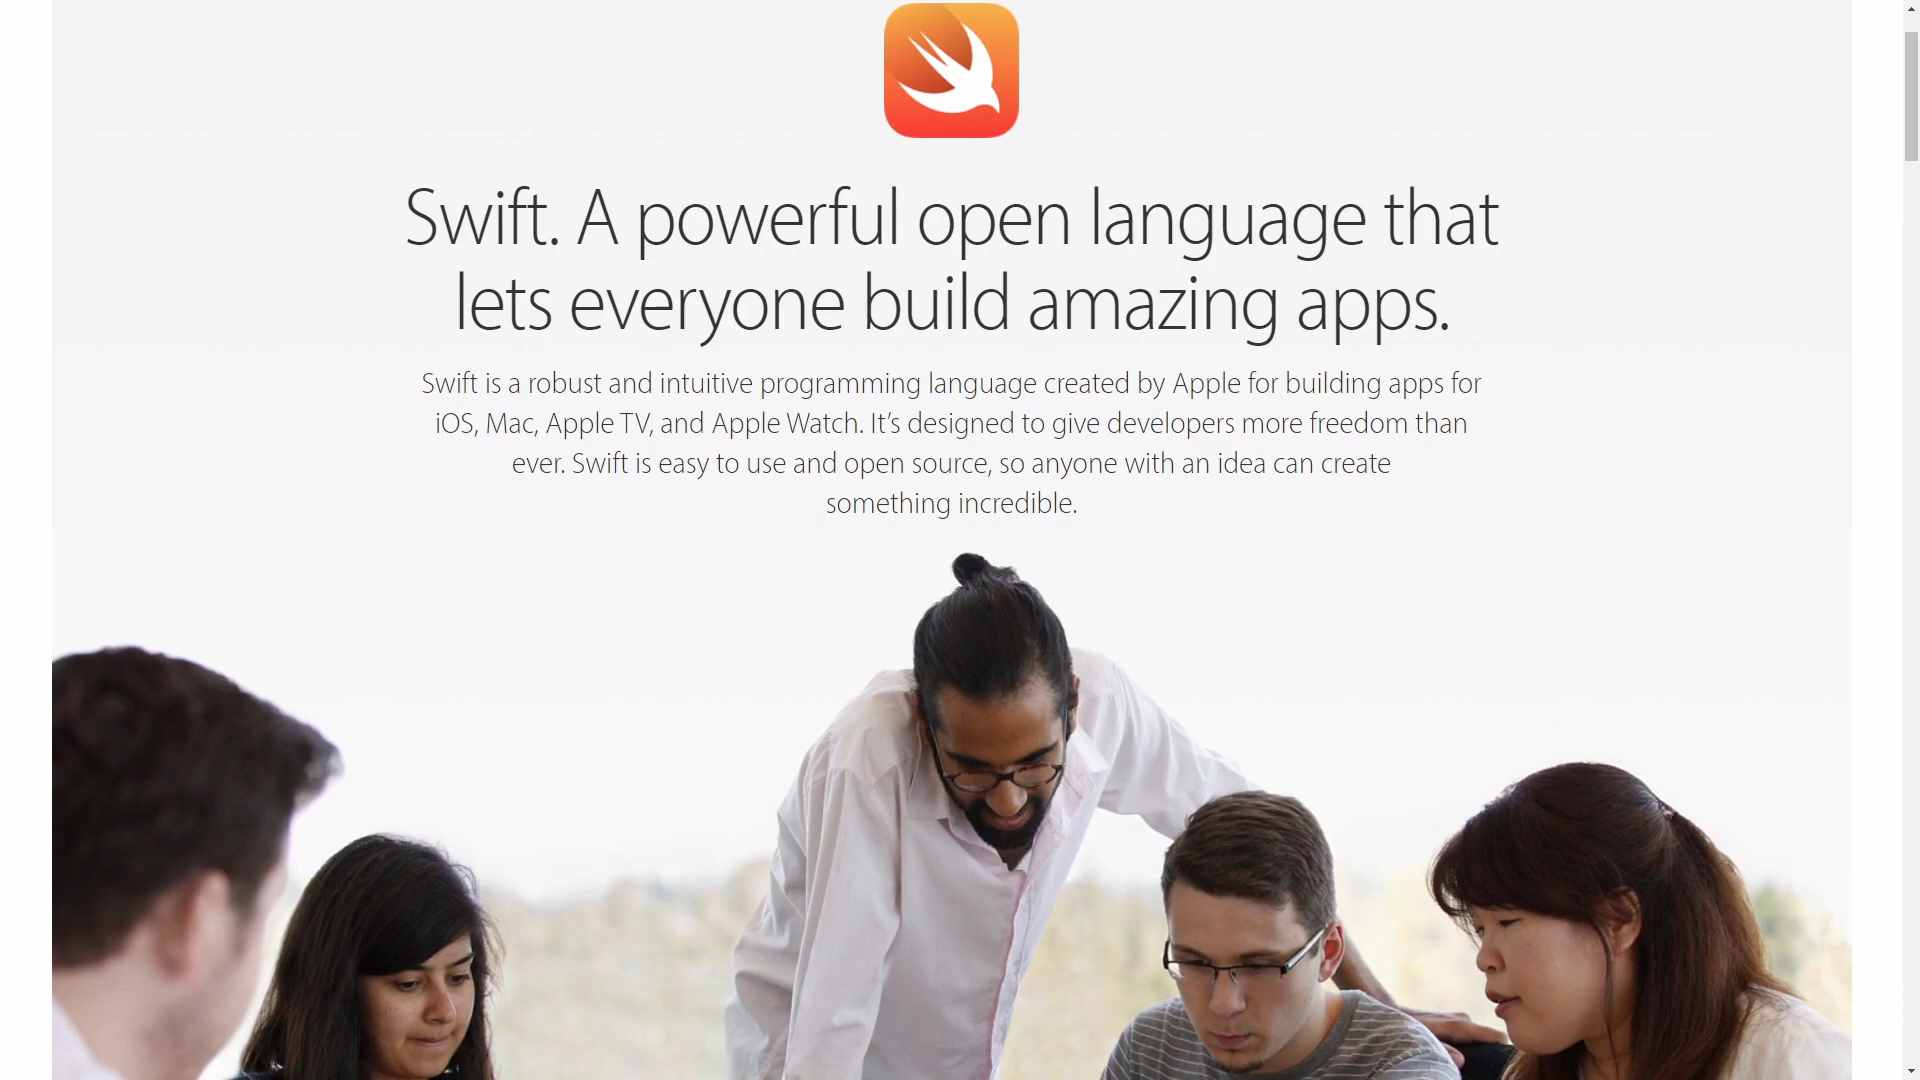 Swift. A powerful open language that
lets everyone build amazing apps.
Swift is a robust and intuitive programming language created by Apple for building apps for
iOS, Mac, Apple TV, and Apple Watch. It’s designed to give developers more freedom than
ever. Swift is easy to use and open source, so anyone with an idea can create
something incredible.